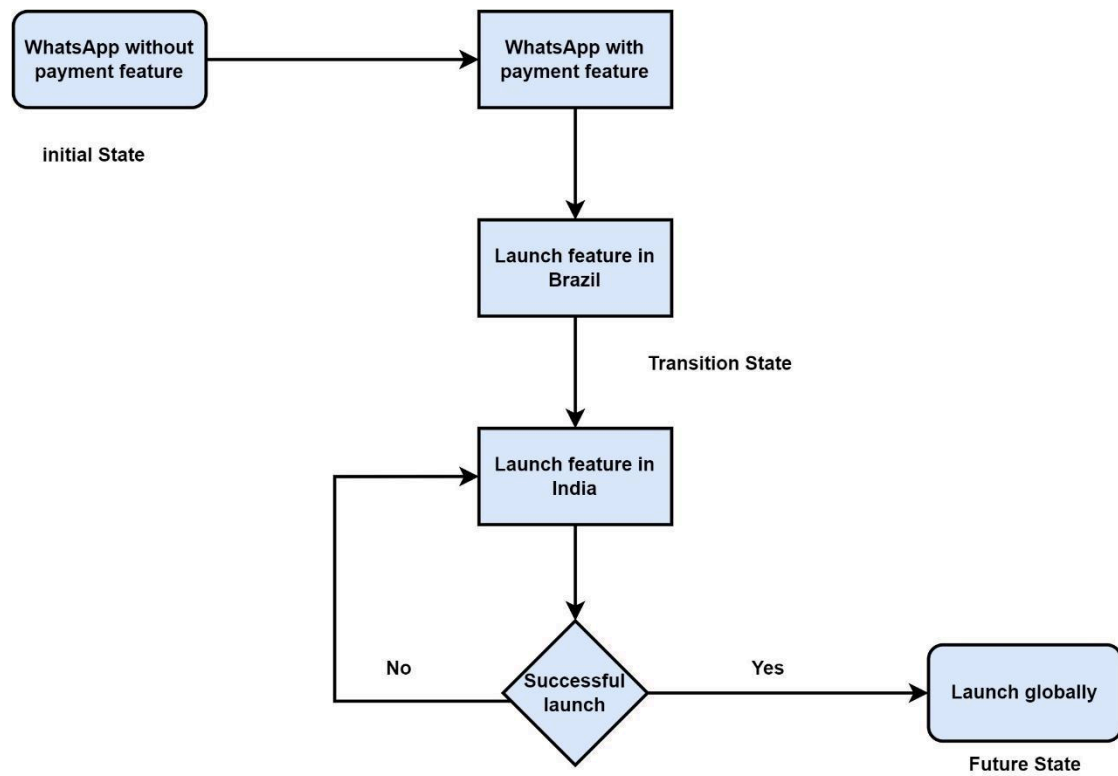 WhatsApp without
payment feature
WhatsApp with
payment feature
initial State
Launch feature in
Brazil
Transition State
Launch feature in
India
No
Successful
launch
Yes
Launch globally
Future State